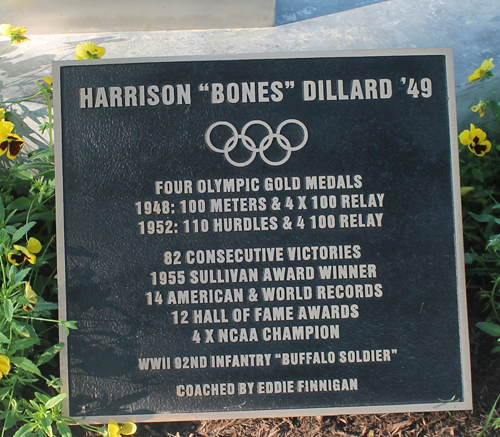 HARRISON "BONES" DILLARD '49
FOUR OLYMPIC GOLD MEDALS
1948: 100 METERS & 4 X 100 RELAY
1952: 110 HURDLES & 4 100 RELAY
82 CONSECUTIVE VICTORIES
1955 SULLIVAN AWARD WINNER
14 AMERICAN & WORLD RECORDS
12 HALL OF FAME AWARDS
4 X NCAA CHAMPION
WWII 92ND INFANTRY "BUFFALO SOLDIER"
COACHED BY EDDIE FINNIGAN